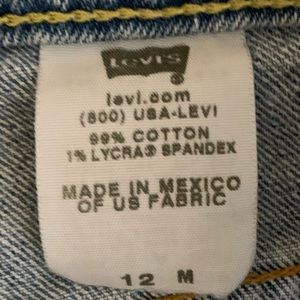 LEVI'S
®
levi.com
(800) USA-LEVI
99% COTTON
1% LYCRA® SPANDEX
MADE IN MEXICO
OF US FABRIC
12 M